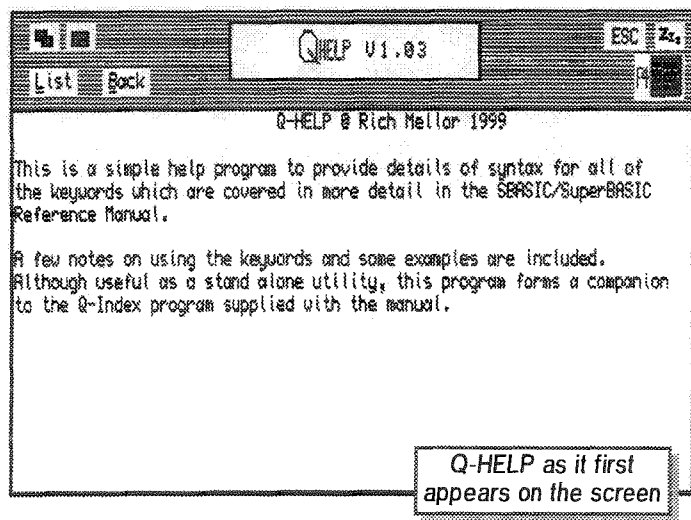 QHELP V1.03
ESC Zzz
List Back
Q-HELP @ Rich Mellor 1999
This is a simple help program to provide details of syntax for all of
the keywords which are covered in more detail in the SBASIC/SuperBASIC
Reference Manual.
A few notes on using the keywords and some examples are included.
Although useful as a stand alone utility, this program forms a companion
to the Q-Index program supplied with the manual.
Q-HELP as it first
appears on the screen